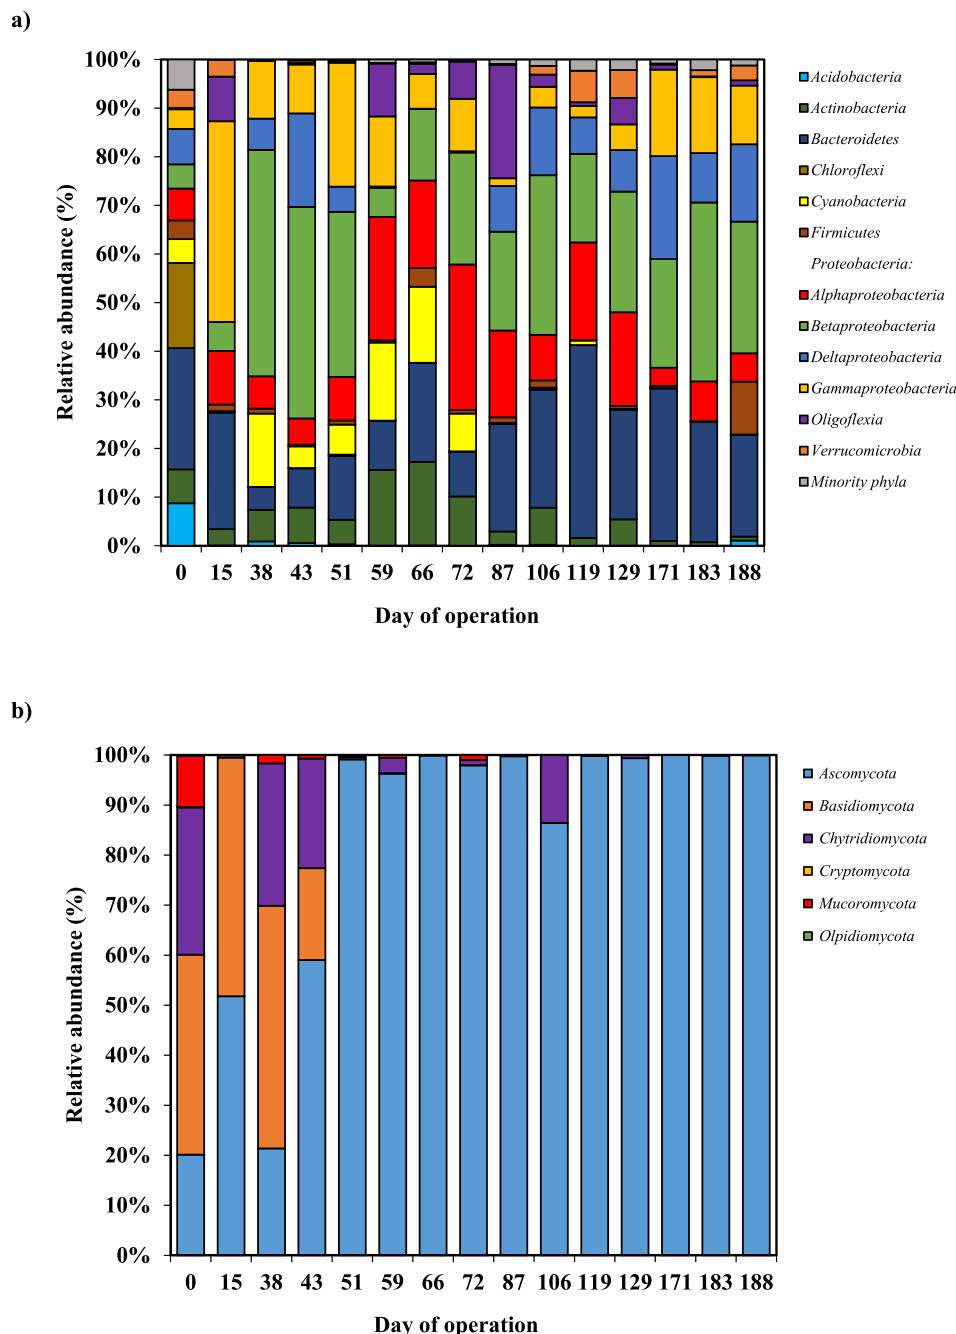 a)
Relative abundance (%)
100%
90%
80%
70%
60%
50%
40%
30%
20%
10%
0%
0 15 38 43 51 59 66 72 87 106 119 129 171 183 188
Day of operation
Acidobacteria
Actinobacteria
Bacteroidetes
Chloroflexi
Cyanobacteria
Firmicutes
Proteobacteria:
Alphaproteobacteria
Betaproteobacteria
Deltaproteobacteria
Gammaproteobacteria
Oligoflexia
Verrucomicrobia
Minority phyla
b)
Relative abundance (%)
100%
90%
80%
70%
60%
50%
40%
30%
20%
10%
0%
0 15 38 43 51 59 66 72 87 106 119 129 171 183 188
Day of operation
Ascomycota
Basidiomycota
Chytridiomycota
Cryptomycota
Mucoromycota
Olpidiomycota